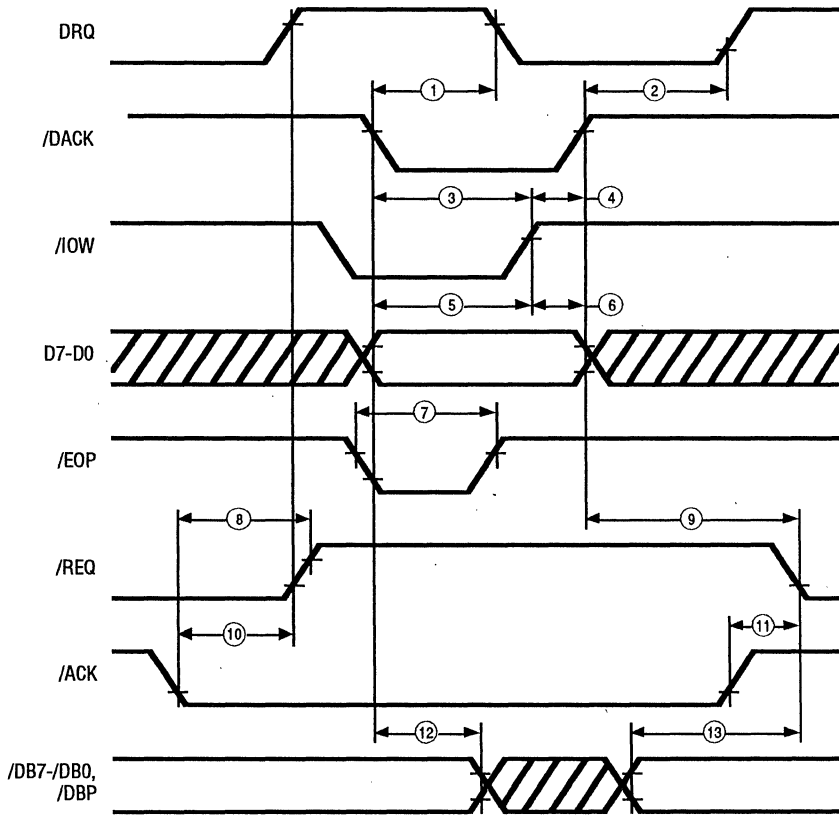 DRQ
① ②
/DACK
③ ④
/IOW
⑤ ⑥
D7-D0
⑦
/EOP
⑧ ⑨
/REQ
⑩ ⑪
/ACK
⑫ ⑬
/DB7-/DB0,
/DBP